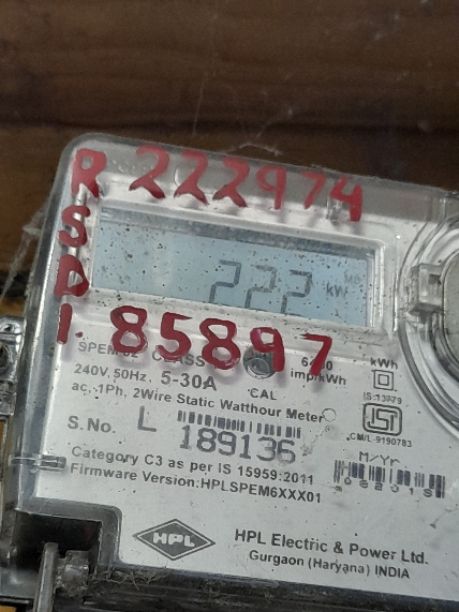 R 222974
S
D 222 kW MD
1. 85897
240V, 50Hz, 5-30A imp/kWh kWh
CAL
IS:13779
ac, 1Ph, 2Wire Static Watthour Meter
CM/L-9190783
S.No. L 189136
M/Yr
Category C3 as per IS 15959:2011
Firmware Version:HPLSPEM6XXX01
HPL HPL Electric & Power Ltd.
Gurgaon (Haryana) INDIA